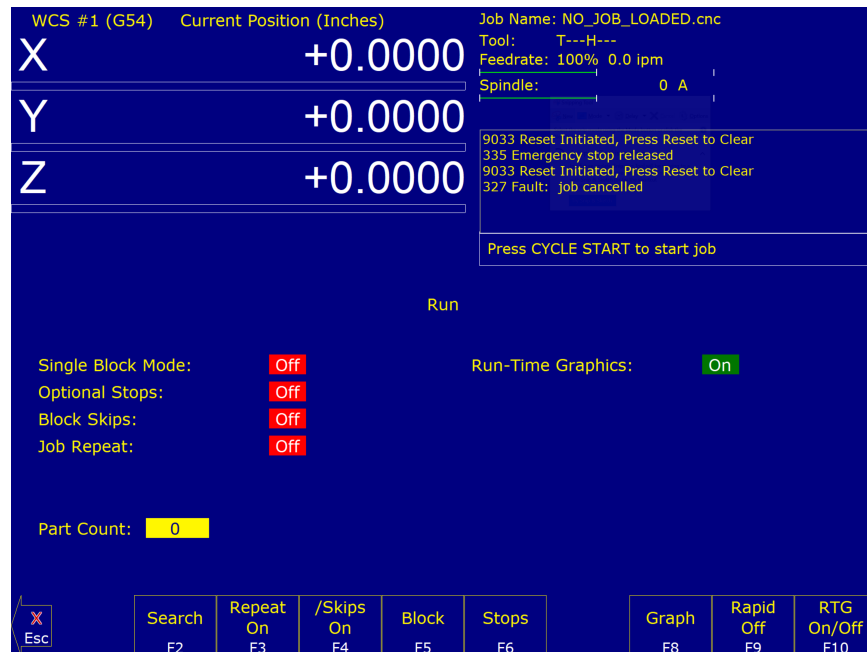 WCS #1 (G54) Current Position (Inches)
X +0.0000
Y +0.0000
Z +0.0000
Job Name: NO_JOB_LOADED.cnc
Tool: T---H---
Feedrate: 100% 0.0 ipm
Spindle: 0 A
9033 Reset Initiated, Press Reset to Clear
335 Emergency stop released
9033 Reset Initiated, Press Reset to Clear
327 Fault: job cancelled
Press CYCLE START to start job
Run
Single Block Mode: Off
Optional Stops: Off
Block Skips: Off
Job Repeat: Off
Run-Time Graphics: On
Part Count: 0
X
Esc
Search
F2
Repeat
On
F3
/Skips
On
F4
Block
F5
Stops
F6
Graph
F8
Rapid
Off
F9
RTG
On/Off
F10